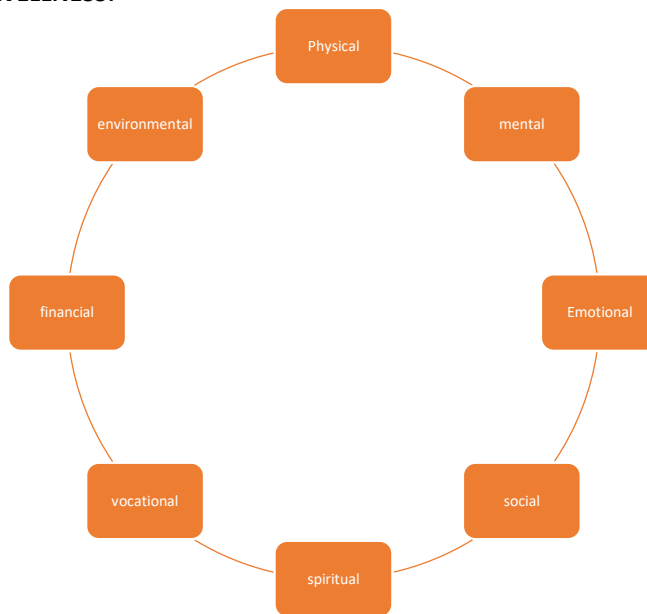 Physical
mental
Emotional
social
spiritual
vocational
financial
environmental